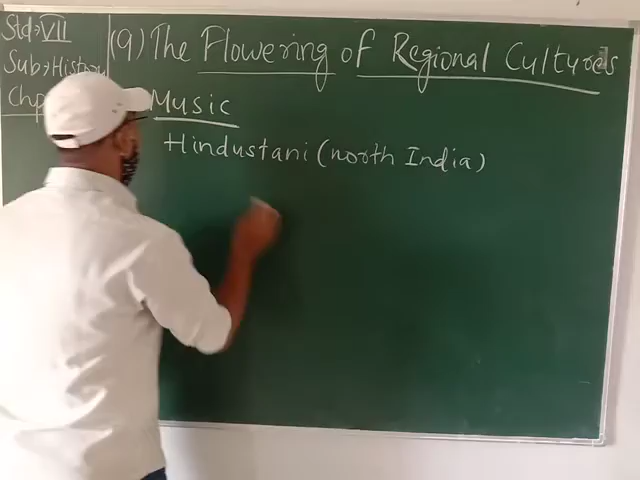 Std→VII
Sub→History
Chp
(9) The Flowering of Regional Cultures
Music
Hindustani (north India)